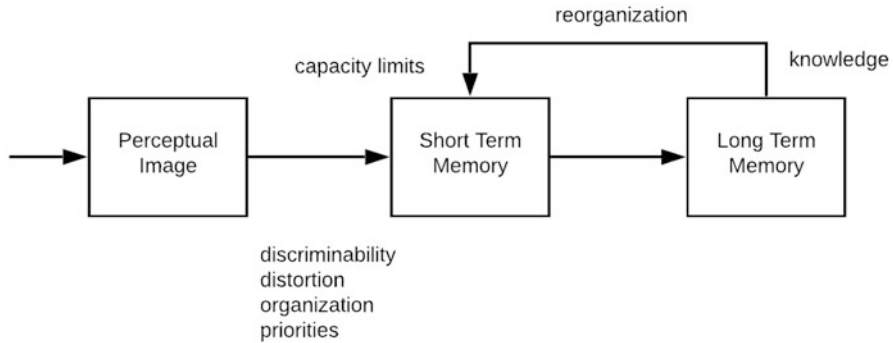 reorganization
capacity limits
knowledge
Perceptual
Image
Short Term
Memory
Long Term
Memory
discriminability
distortion
organization
priorities